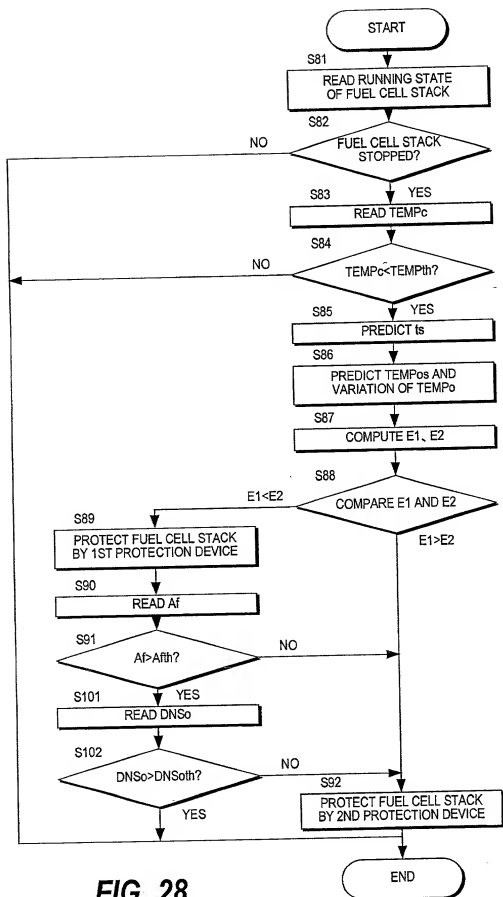 START
S81
READ RUNNING STATE
OF FUEL CELL STACK
S82
NO
FUEL CELL STACK
STOPPED?
YES
S83
READ TEMPc
S84
NO
TEMPc<TEMPth?
YES
S85
PREDICT ts
S86
PREDICT TEMPos AND
VARIATION OF TEMPo
S87
COMPUTE E1、E2
S88
E1<E2
COMPARE E1 AND E2
E1>E2
S89
PROTECT FUEL CELL STACK
BY 1ST PROTECTION DEVICE
S90
READ Af
S91
Af>Afth?
NO
YES
S101
READ DNSo
S102
DNSo>DNSoth?
NO
YES
S92
PROTECT FUEL CELL STACK
BY 2ND PROTECTION DEVICE
END
FIG. 28